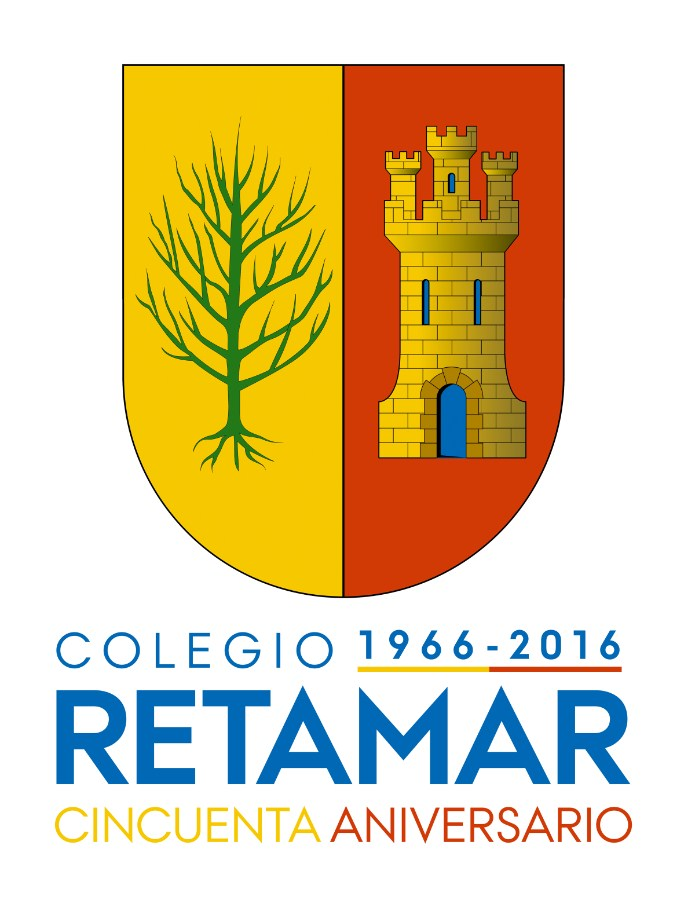 COLEGIO 1966-2016
RETAMAR
CINCUENTA ANIVERSARIO